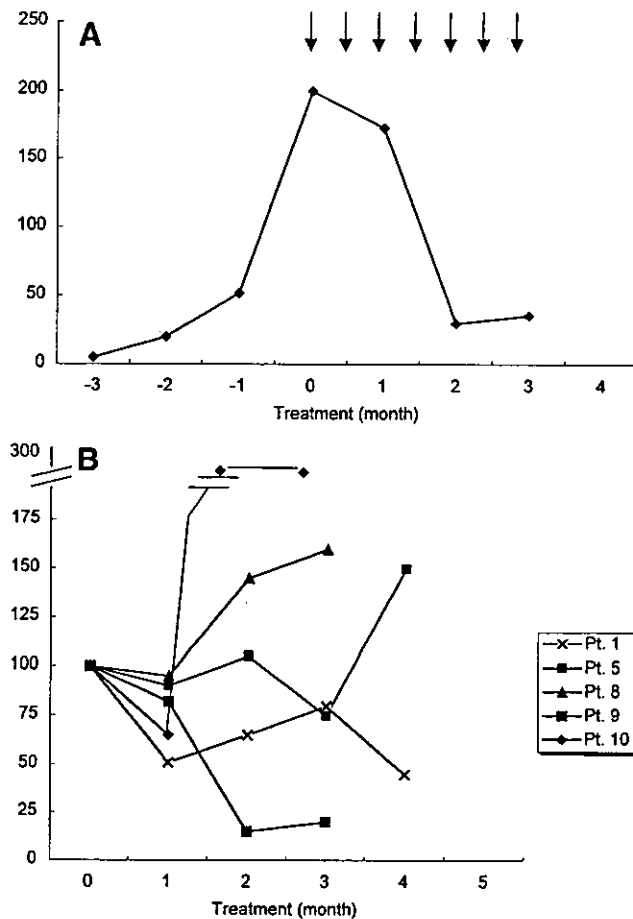 A
250
200
150
100
50
0
-3 -2 -1 0 1 2 3 4
Treatment (month)
B
300
175
150
125
100
75
50
25
0
0 1 2 3 4 5
Treatment (month)
Pt. 1
Pt. 5
Pt. 8
Pt. 9
Pt. 10